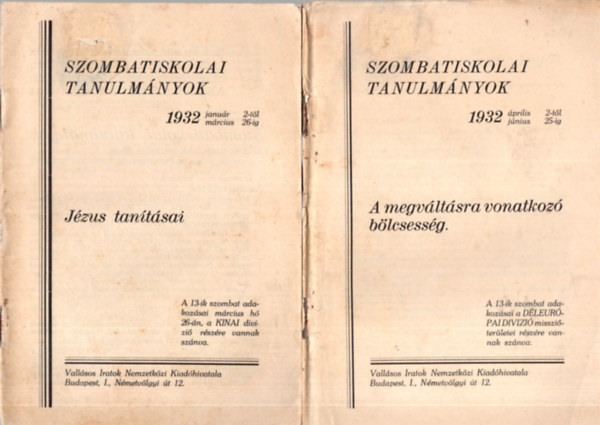 SZOMBATISKOLAI
TANULMÁNYOK
1932 január 2-től
március 26-ig
Jézus tanításai
A 13-ik szombat ada-
kozásai március hó
26-án, a KINAI divi-
zió részére vannak
szánva.
Vallásos Iratok Nemzetközi Kiadóhivatala
Budapest, I., Németvölgyi út 12.
SZOMBATISKOLAI
TANULMÁNYOK
1932 április 2-től
június 25-ig
A megváltásra vonatkozó
bölcsesség.
A 13-ik szombat ada-
kozásai a DÉLEURÓ-
PAI DIVIZIÓ misszió-
területei részére van-
nak szánva.
Vallásos Iratok Nemzetközi Kiadóhivatala
Budapest, I., Németvölgyi út 12.